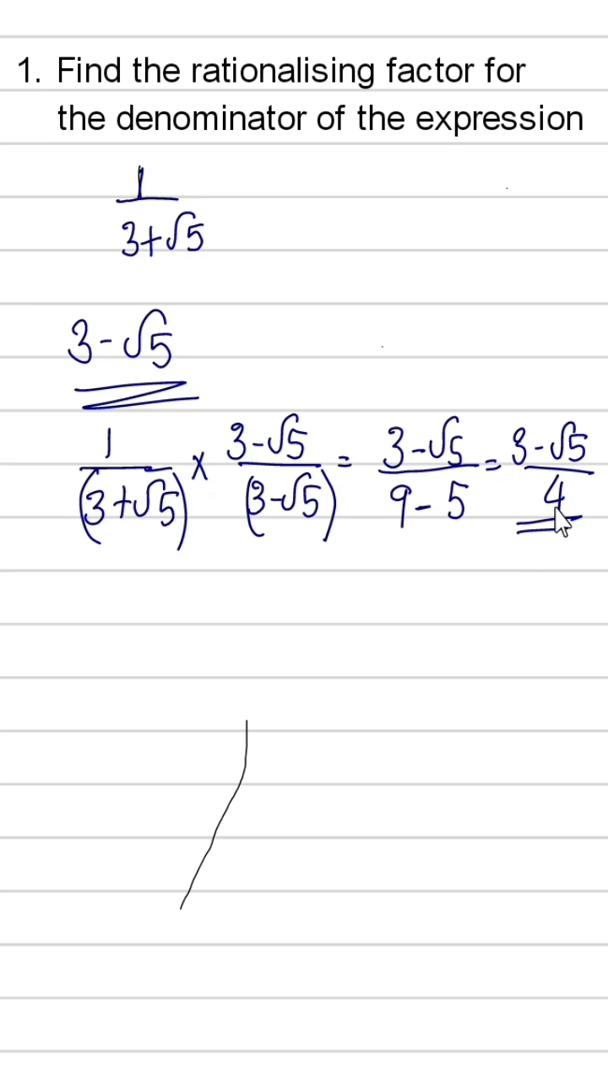 1. Find the rationalising factor for
the denominator of the expression
1
3+√5
3-√5
1/(3+√5) x 3-√5/(3-√5) = 3-√5/9-5 = 3-√5/4